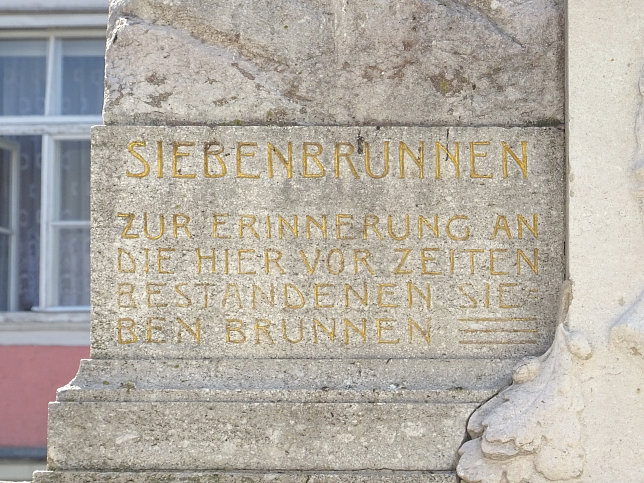 SIEBENBRUNNEN
ZUR ERINNERUNG AN
DIE HIER VOR ZEITEN
BESTANDENEN SIE
BEN BRUNNEN